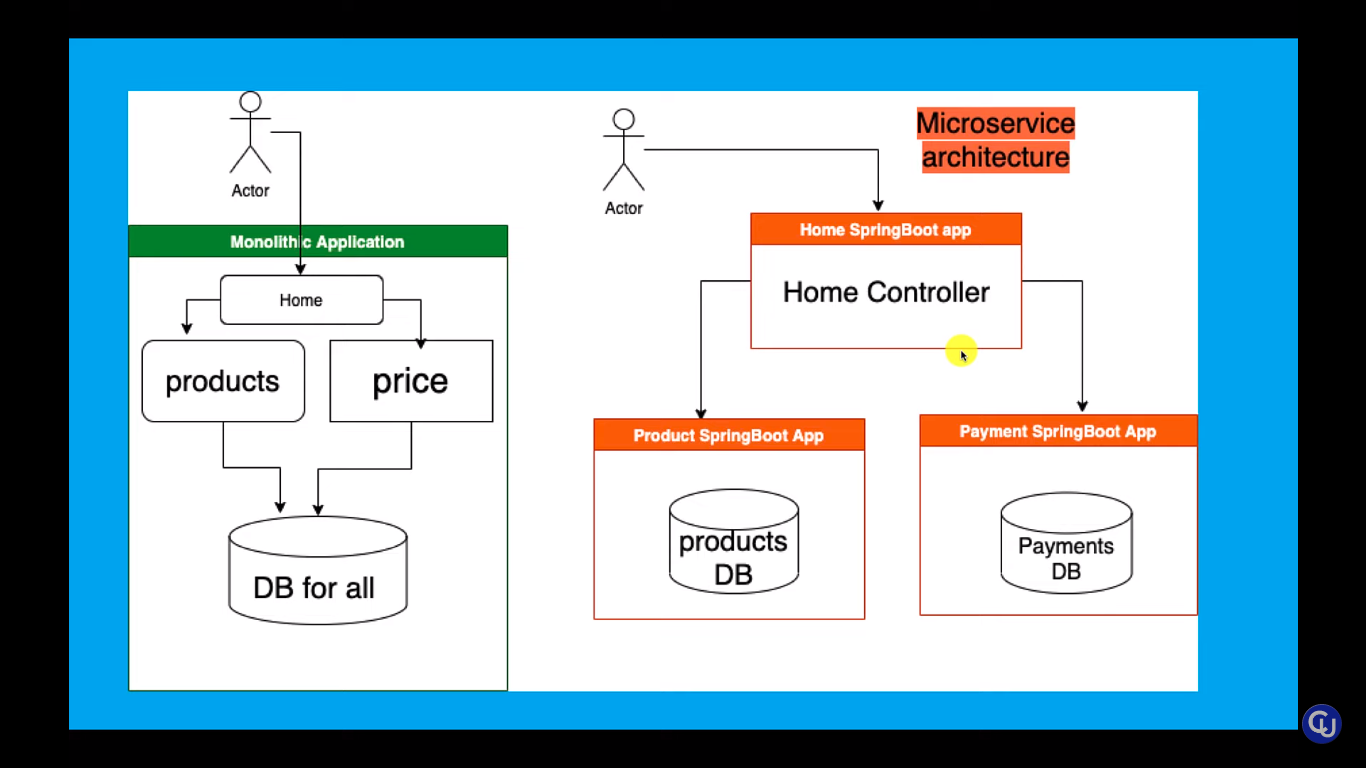 Actor
Monolithic Application
Home
products
price
DB for all
Actor
Microservice
architecture
Home SpringBoot app
Home Controller
Product SpringBoot App
products
DB
Payment SpringBoot App
Payments
DB
CU